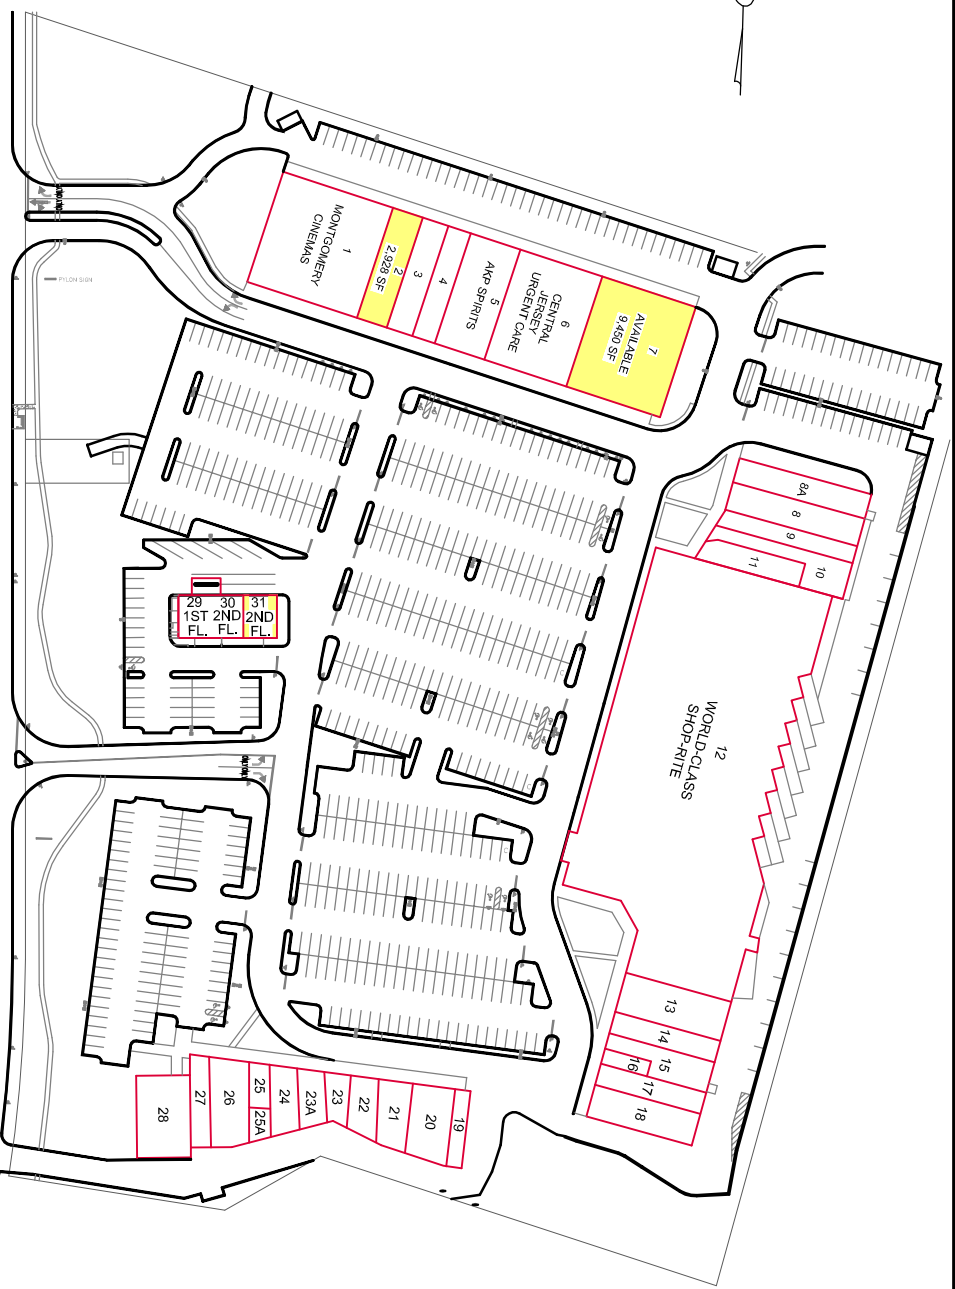 1
MONTGOMERY
CINEMAS
2
2,928 SF
3
4
5
AKP SPIRITS
6
CENTRAL
JERSEY
URGENT CARE
7
AVAILABLE
9,450 SF
PYLON SIGN
8A
8
9
10
11
12
WORLD-CLASS
SHOP-RITE
13
14
15
16
17
18
29
1ST
FL.
30
2ND
FL.
31
2ND
FL.
19
20
21
22
23
23A
24
25
25A
26
27
28